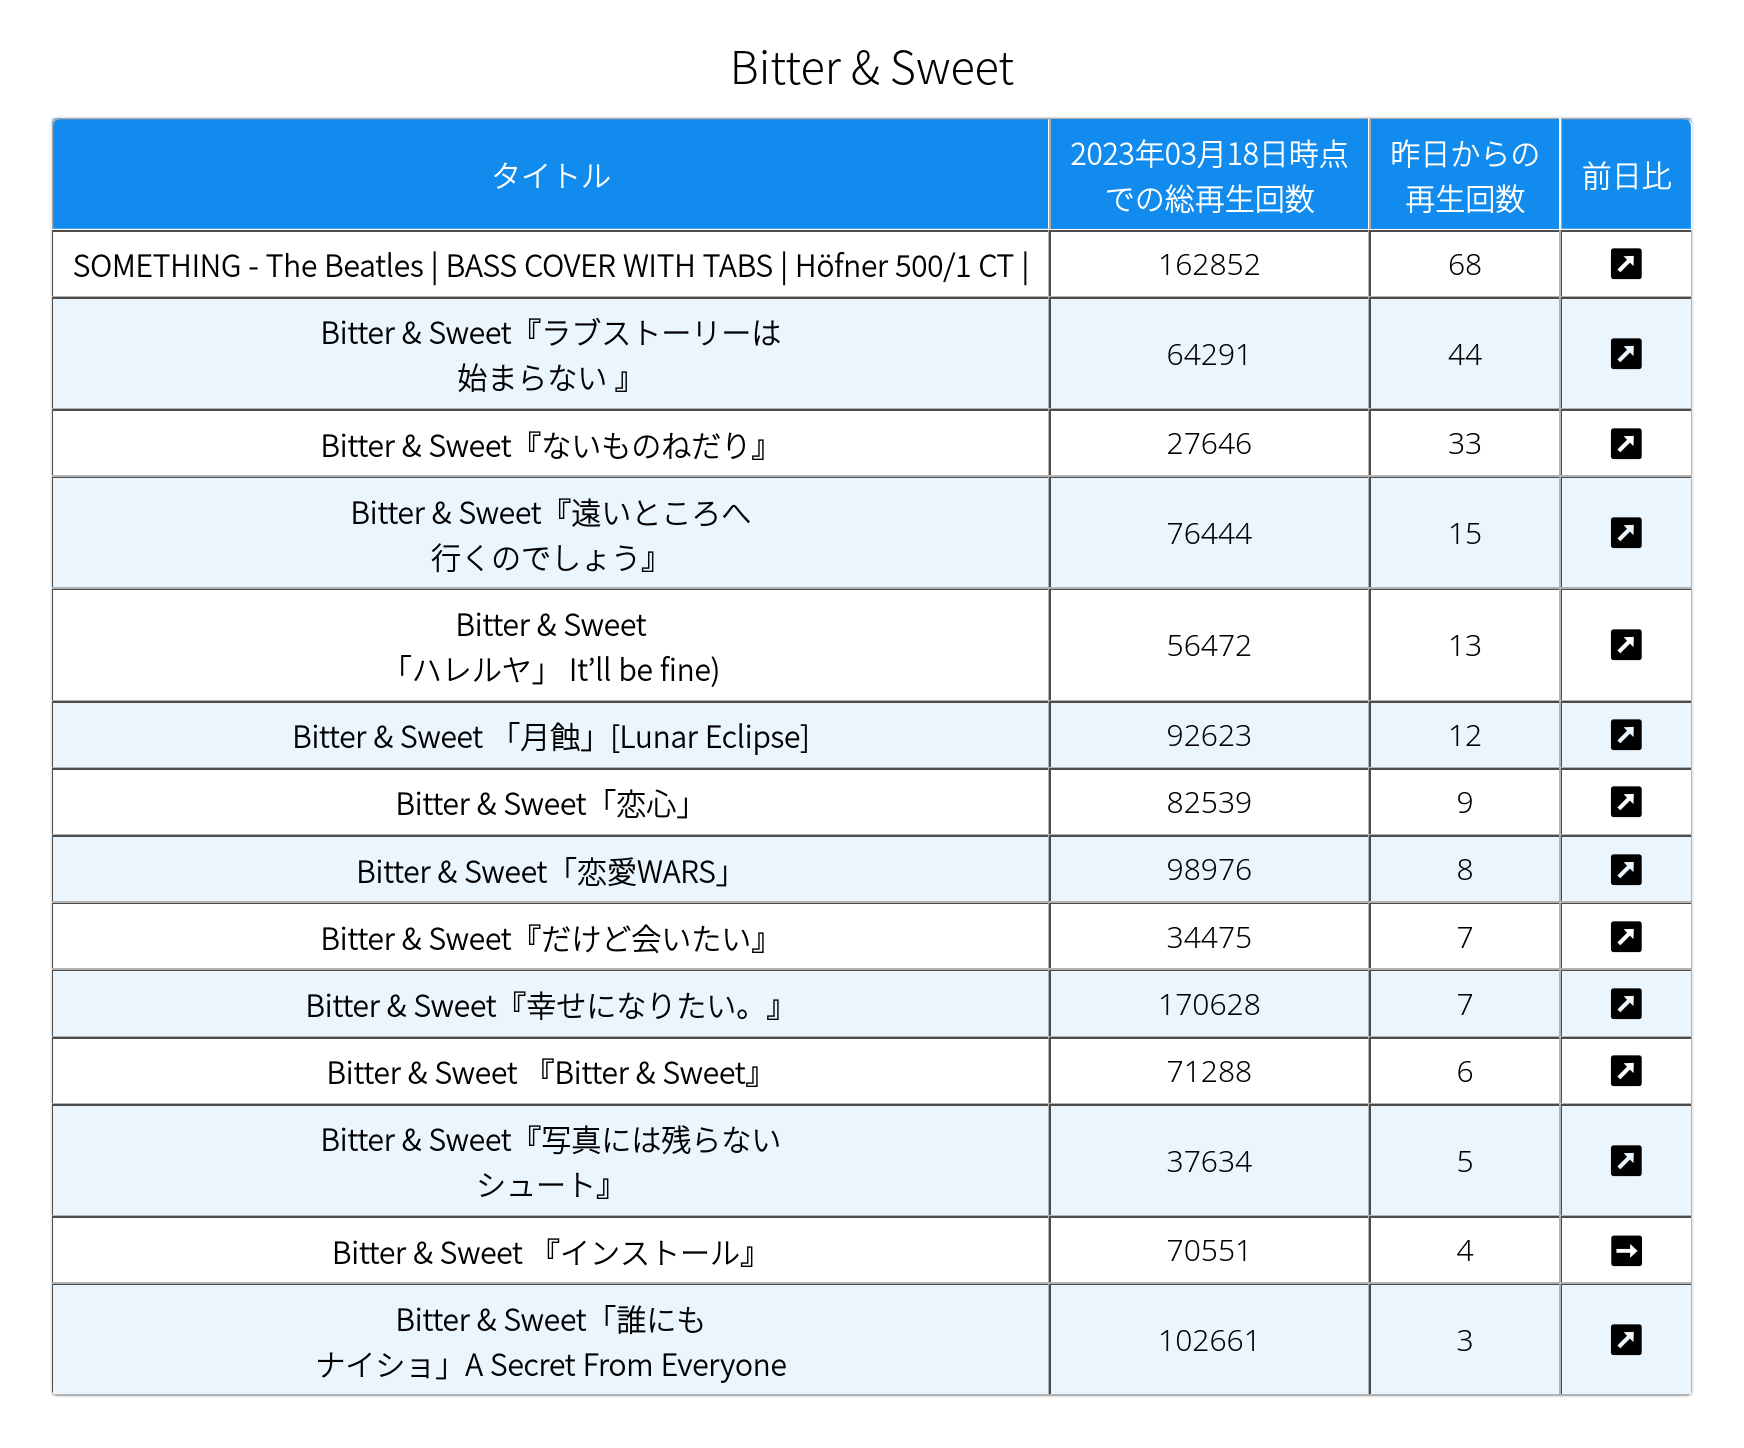 Bitter & Sweet
タイトル
2023年03月18日時点
での総再生回数
昨日からの
再生回数
前日比
SOMETHING - The Beatles | BASS COVER WITH TABS | Höfner 500/1 CT |
162852
68
Bitter & Sweet『ラブストーリーは
始まらない 』
64291
44
Bitter & Sweet『ないものねだり』
27646
33
Bitter & Sweet『遠いところへ
行くのでしょう』
76444
15
Bitter & Sweet
「ハレルヤ」 It’ll be fine)
56472
13
Bitter & Sweet 「月蝕」[Lunar Eclipse]
92623
12
Bitter & Sweet「恋心」
82539
9
Bitter & Sweet「恋愛WARS」
98976
8
Bitter & Sweet『だけど会いたい』
34475
7
Bitter & Sweet『幸せになりたい。』
170628
7
Bitter & Sweet 『Bitter & Sweet』
71288
6
Bitter & Sweet『写真には残らない
シュート』
37634
5
Bitter & Sweet 『インストール』
70551
4
Bitter & Sweet「誰にも
ナイショ」A Secret From Everyone
102661
3